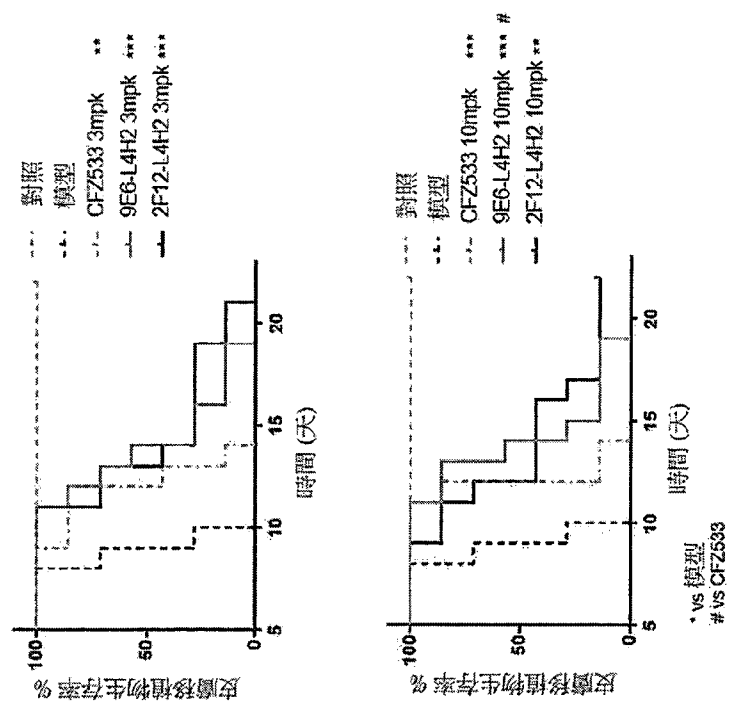 100
50
0
5
10
15
20
皮膚移植物生存率 %
時間 (天)
對照
模型
CFZ533 3mpk **
9E6-L4H2 3mpk ***
2F12-L4H2 3mpk ***
100
50
0
5
10
15
20
皮膚移植物生存率 %
時間 (天)
對照
模型
CFZ533 10mpk ***
9E6-L4H2 10mpk *** #
2F12-L4H2 10mpk **
* vs 模型
# vs CFZ533